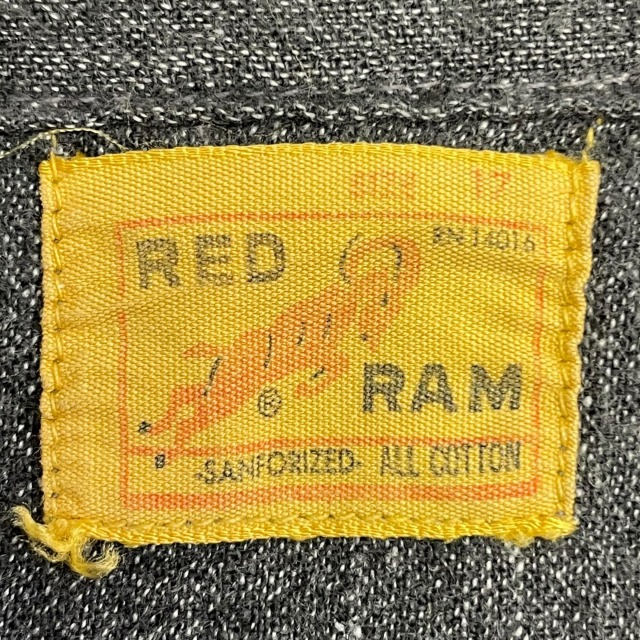 SIZE 17
RN 14016
RED
RAM
®
-SANFORIZED- ALL COTTON